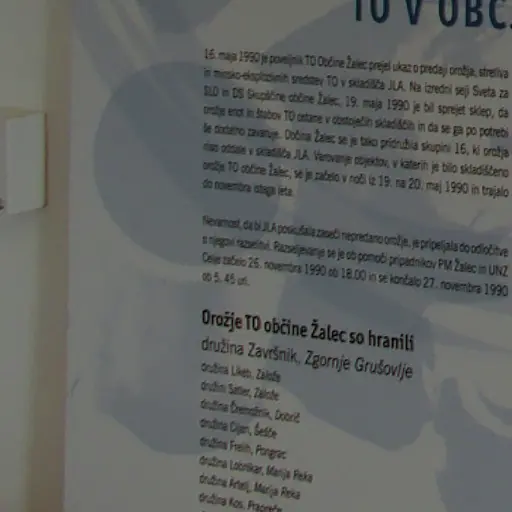 TO V OBČ
16. maja 1990 je poveljnik TO Občine Žalec prejel ukaz o predaji orožja, streliva
in minsko-eksplozivnih sredstev TO v skladišča JLA. Na izredni seji Sveta za
SLO in DS Skupščine občine Žalec, 19. maja 1990 je bil sprejet sklep, da
orožje enot in štabov TO ostane v obstoječih skladiščih in da se ga po potrebi
še dodatno zavaruje. Občina Žalec se je tako pridružila skupini 16, ki orožja
niso oddale v skladišča JLA. Varovanje objektov, v katerih je bilo skladiščeno
orožje TO občine Žalec, se je začelo v noči iz 19. na 20. maj 1990 in trajalo
do novembra istega leta.
Nevarnost, da bi JLA poskušala zaseči nepredano orožje, je pripeljala do odločitve
o njegovi razselitvi. Razseljevanje se je ob pomoči pripadnikov PM Žalec in UNZ
Celje začelo 26. novembra 1990 ob 18.00 in se končalo 27. novembra 1990
ob 5. 45 uri.
Orožje TO občine Žalec so hranili
družina Završnik, Zgornje Grušovlje
družina Likeb, Založe
družina Satler, Založe
družina Čremožnik, Dobrič
družina Cijan, Šešče
družina Frelih, Pongrac
družina Lobnikar, Marija Reka
družina Artelj, Marija Reka
družina Kos, Prapreče